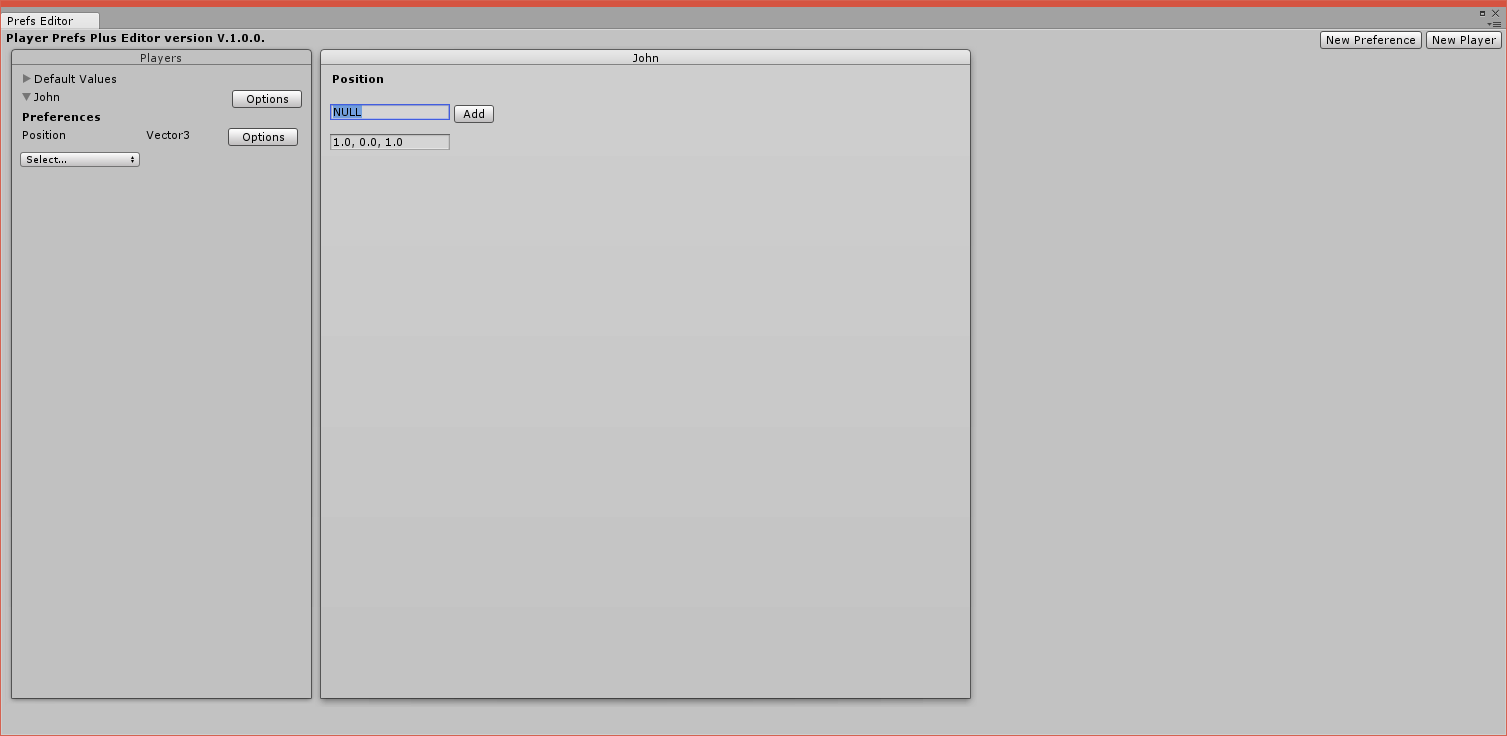 Prefs Editor
Player Prefs Plus Editor version V.1.0.0.
New Preference
New Player
Players
Default Values
John
Options
Preferences
Position Vector3
Options
Select...
John
Position
NULL
Add
1.0, 0.0, 1.0